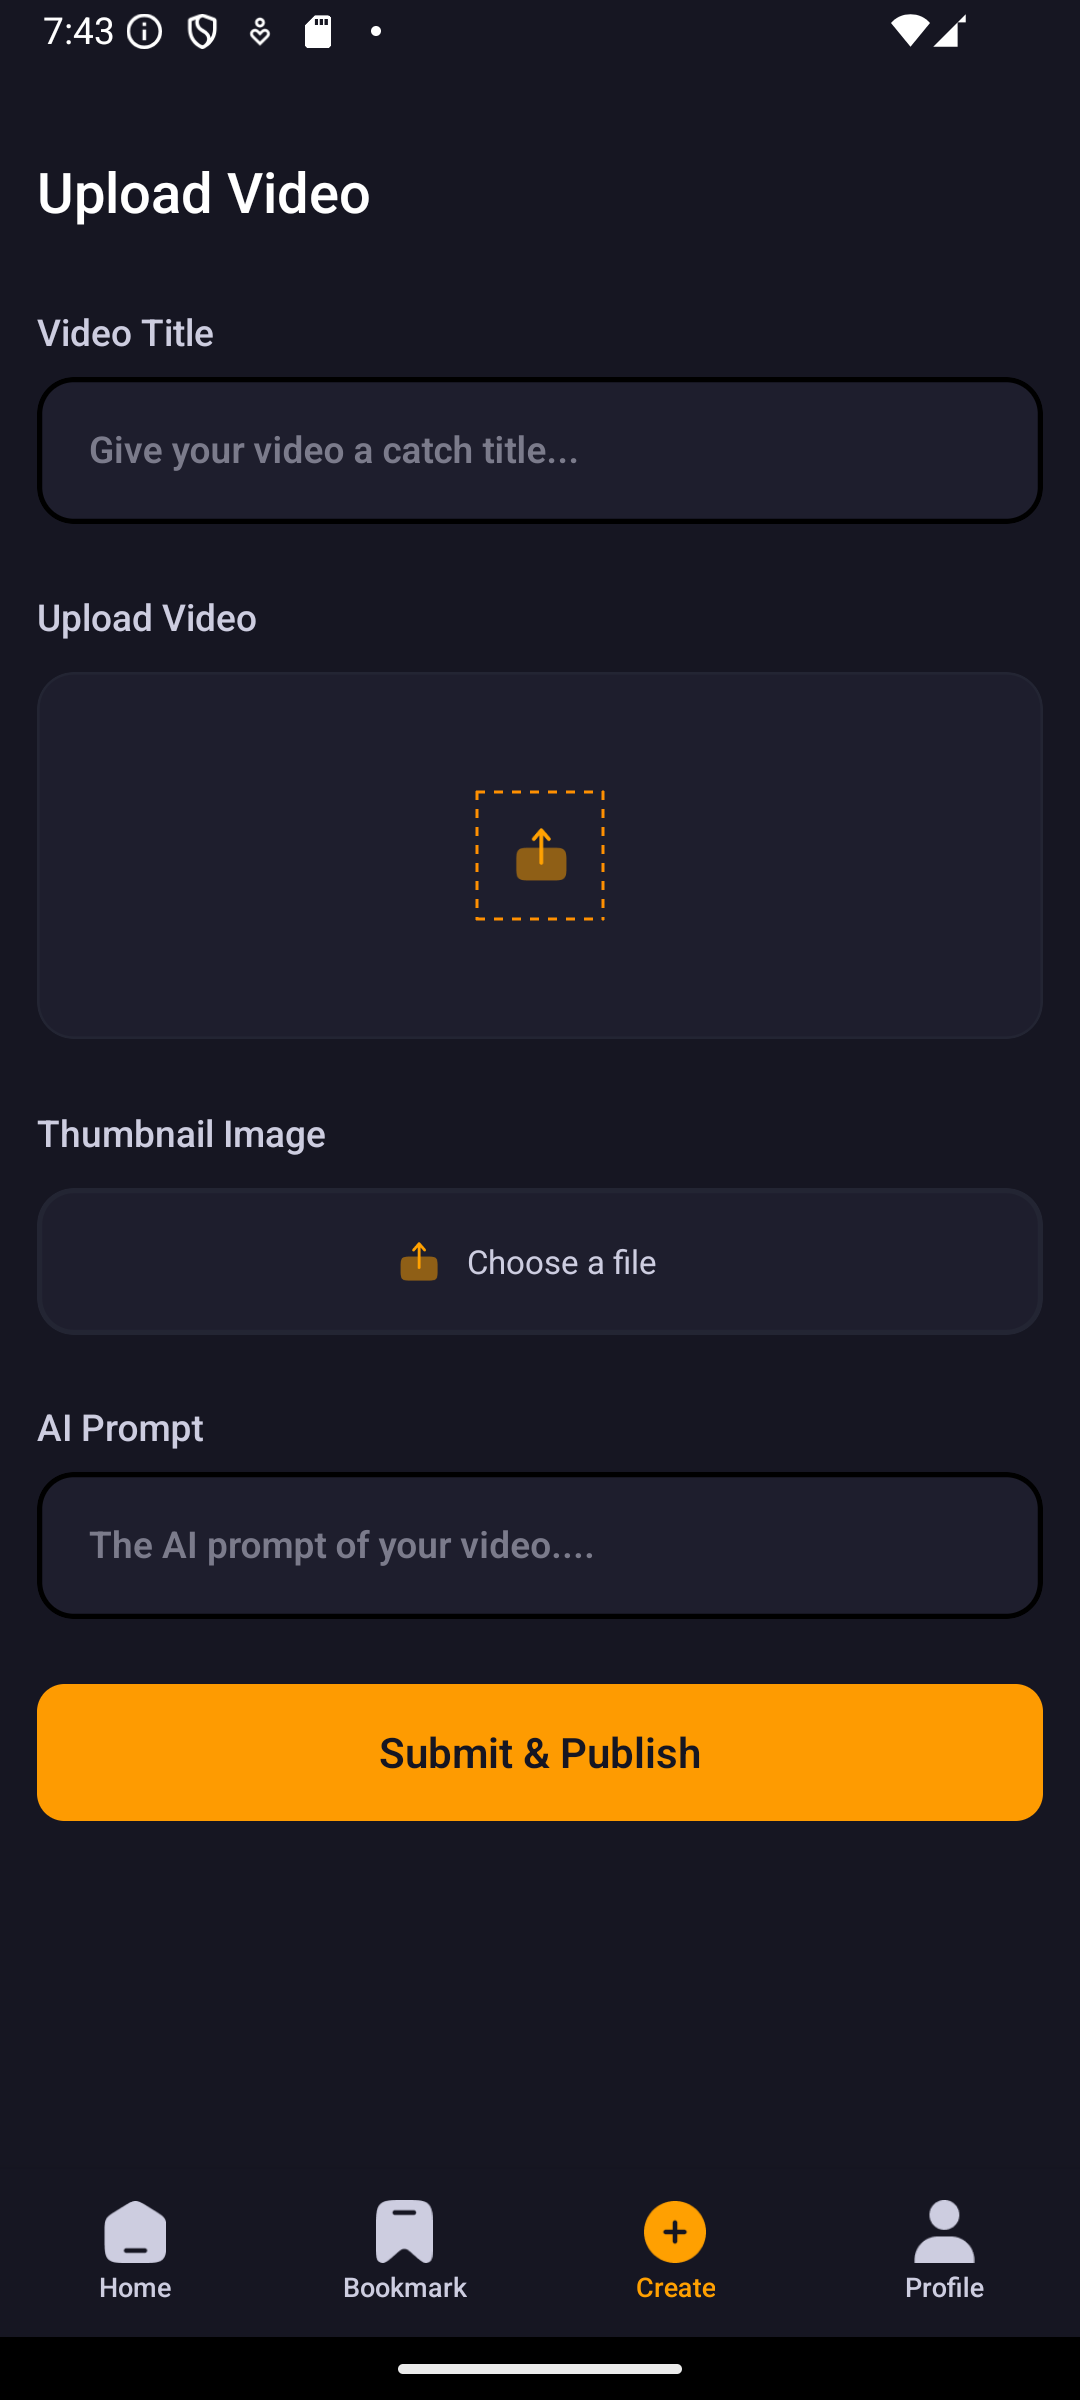 7:43
Upload Video
Video Title
Give your video a catch title...
Upload Video
Thumbnail Image
Choose a file
AI Prompt
The AI prompt of your video....
Submit & Publish
Home
Bookmark
Create
Profile